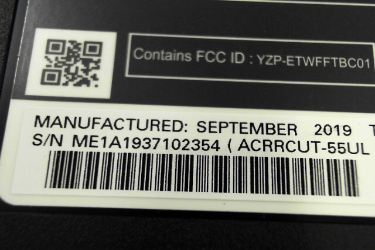 Contains FCC ID : YZP-ETWFFTBC01
MANUFACTURED: SEPTEMBER 2019 T
S/N ME1A1937102354 ( ACRRCUT-55UL